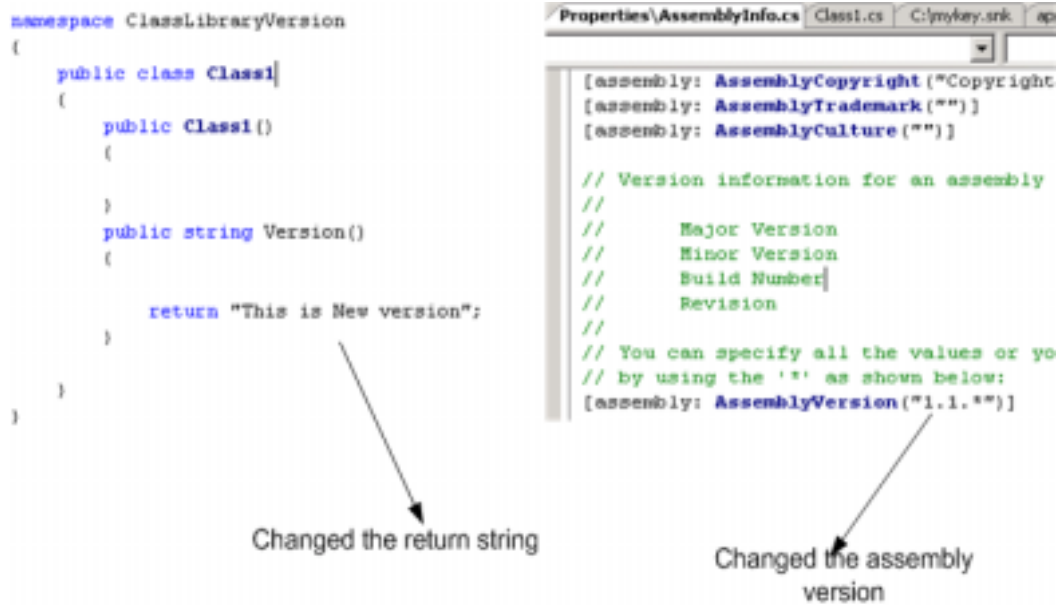 namespace ClassLibraryVersion
{
public class Class1
{
public Class1()
{
}
public string Version()
{
return "This is New version";
}
}
}
Changed the return string
Properties\AssemblyInfo.cs Class1.cs C:\mykey.snk ap
[assembly: AssemblyCopyright("Copyright
[assembly: AssemblyTrademark("")]
[assembly: AssemblyCulture("")]
// Version information for an assembly
//
// Major Version
// Minor Version
// Build Number
// Revision
//
// You can specify all the values or yo
// by using the '*' as shown below:
[assembly: AssemblyVersion("1.1.*")]
Changed the assembly
version